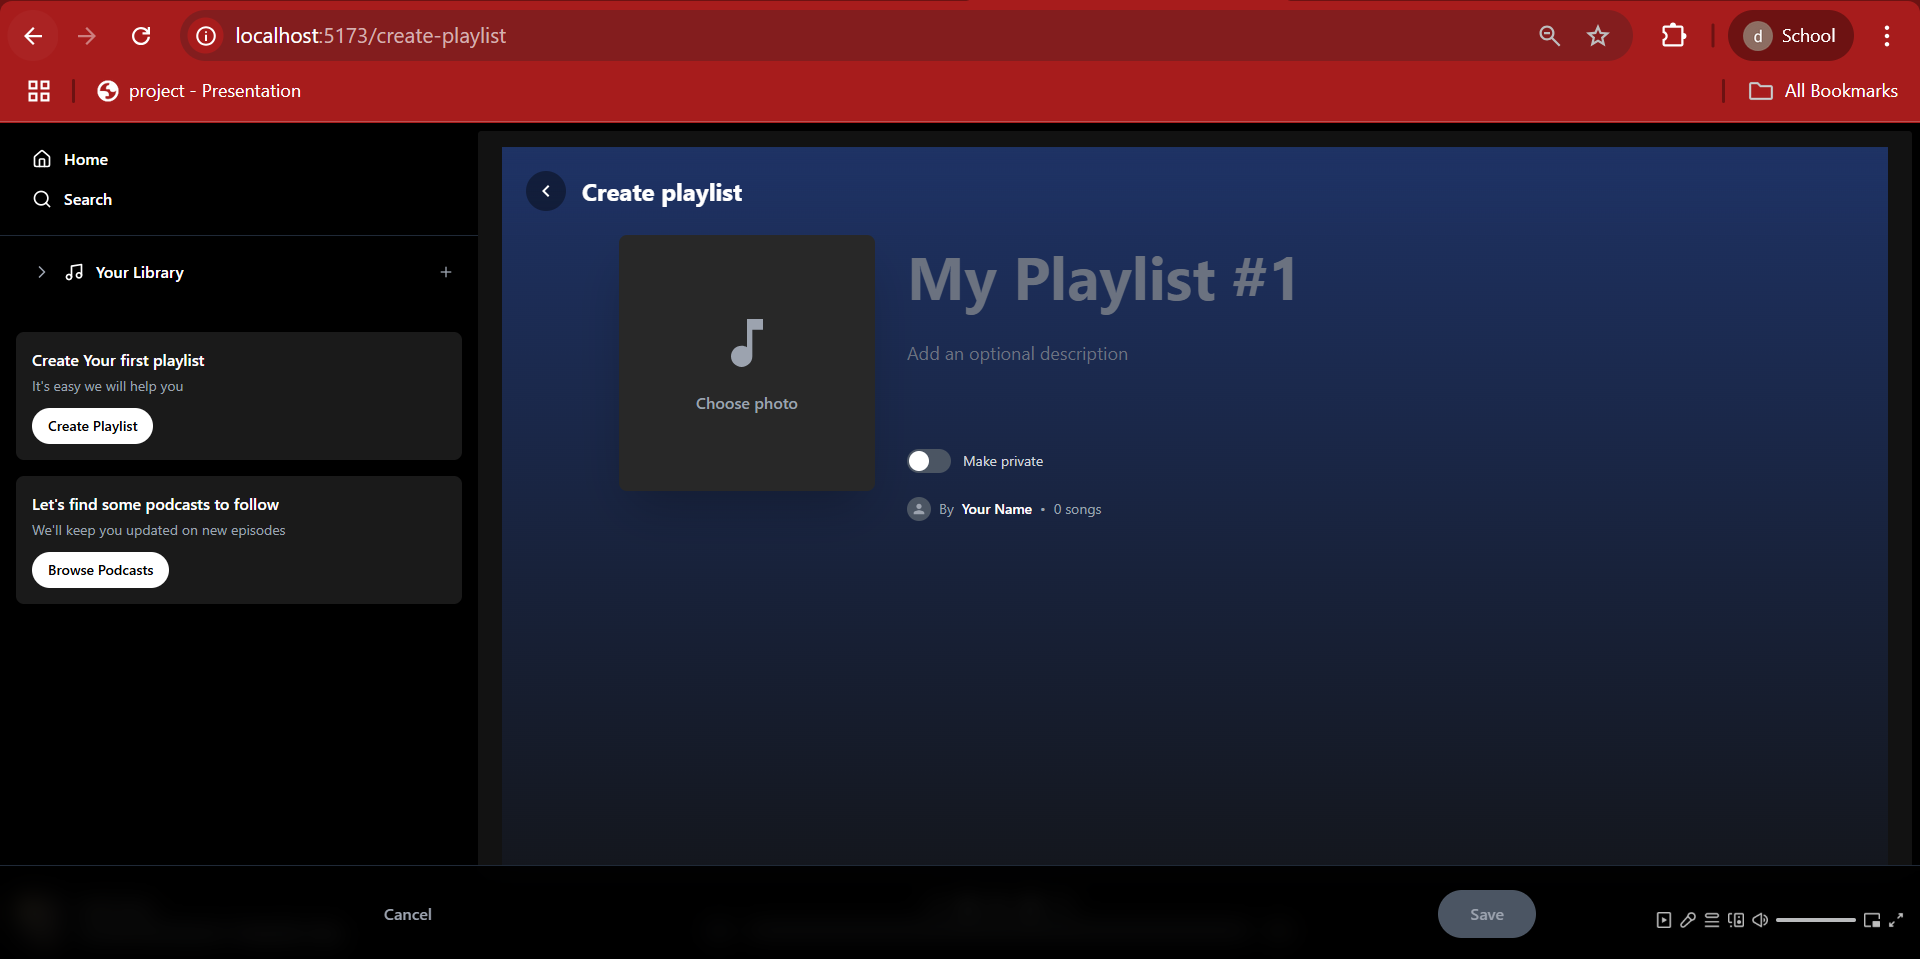 localhost:5173/create-playlist
d School
project - Presentation
All Bookmarks
Home
Search
Your Library
Create Your first playlist
It's easy we will help you
Create Playlist
Let's find some podcasts to follow
We'll keep you updated on new episodes
Browse Podcasts
Create playlist
Choose photo
My Playlist #1
Add an optional description
Make private
By Your Name • 0 songs
Cancel
Save